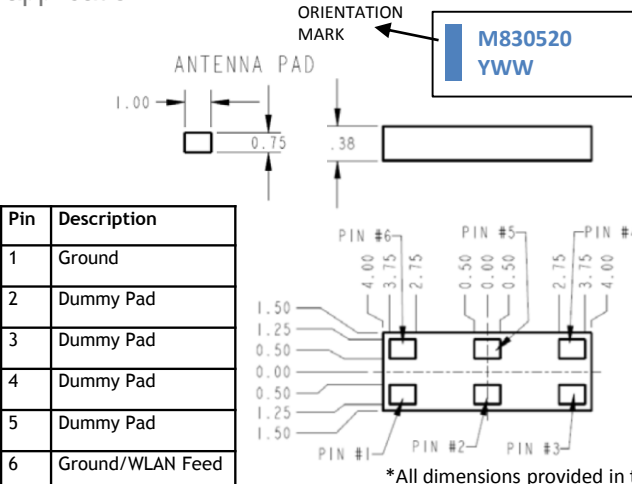 ORIENTATION
MARK
M830520
YWW
ANTENNA PAD
1.00
0.75
.38
Pin Description
1 Ground
2 Dummy Pad
3 Dummy Pad
4 Dummy Pad
5 Dummy Pad
6 Ground/WLAN Feed
PIN #6
PIN #5
4.00
3.75
2.75
0.50
0.00
0.50
2.75
3.75
4.00
1.50
1.25
0.50
0.00
0.50
1.25
1.50
PIN #1
PIN #2
PIN #3
*All dimensions provided in